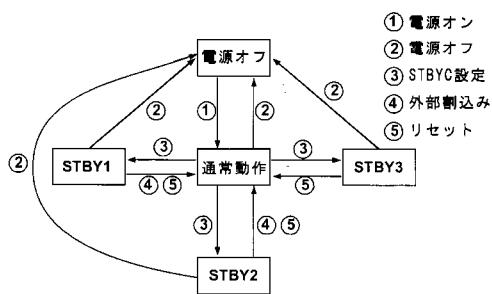 ① 電源オン
② 電源オフ
③ STBYC設定
④ 外部割込み
⑤ リセット
電源オフ
②
①
②
②
②
STBY1
③
④ ⑤
通常動作
③
⑤
STBY3
③
④ ⑤
STBY2